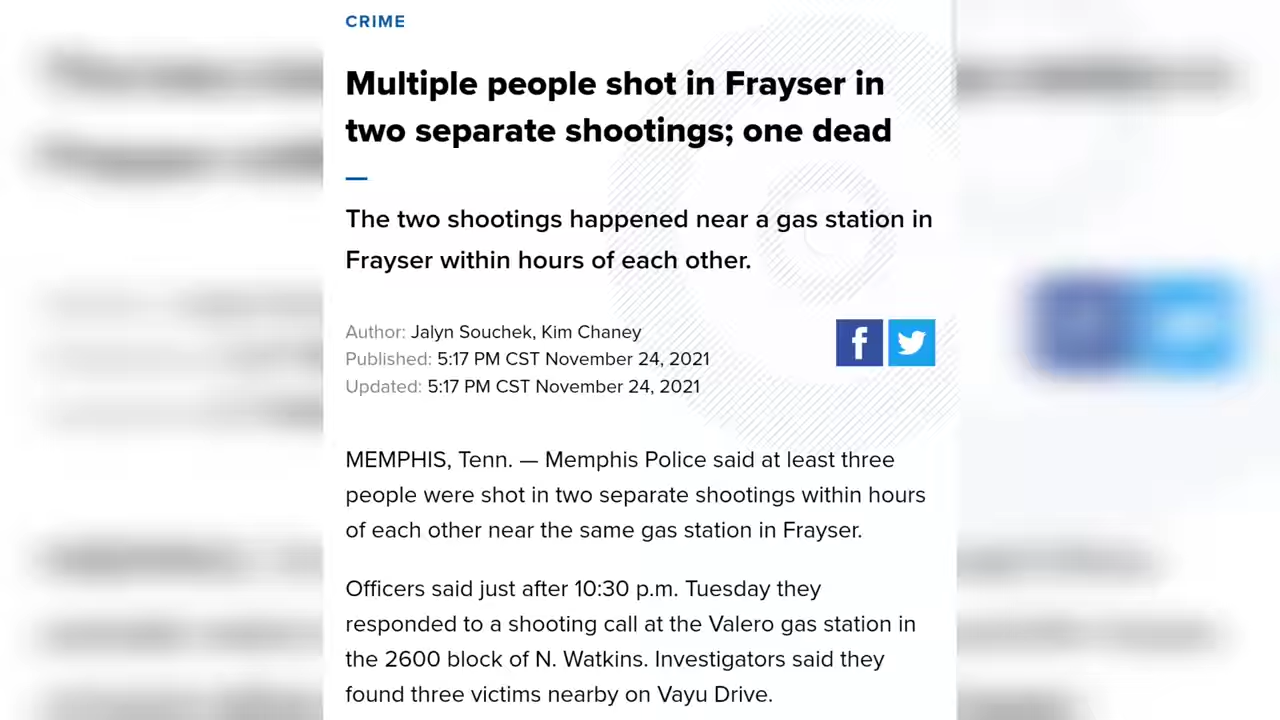 CRIME
Multiple people shot in Frayser in
two separate shootings; one dead
The two shootings happened near a gas station in
Frayser within hours of each other.
Author: Jalyn Souchek, Kim Chaney
Published: 5:17 PM CST November 24, 2021
Updated: 5:17 PM CST November 24, 2021
MEMPHIS, Tenn. — Memphis Police said at least three
people were shot in two separate shootings within hours
of each other near the same gas station in Frayser.
Officers said just after 10:30 p.m. Tuesday they
responded to a shooting call at the Valero gas station in
the 2600 block of N. Watkins. Investigators said they
found three victims nearby on Vayu Drive.